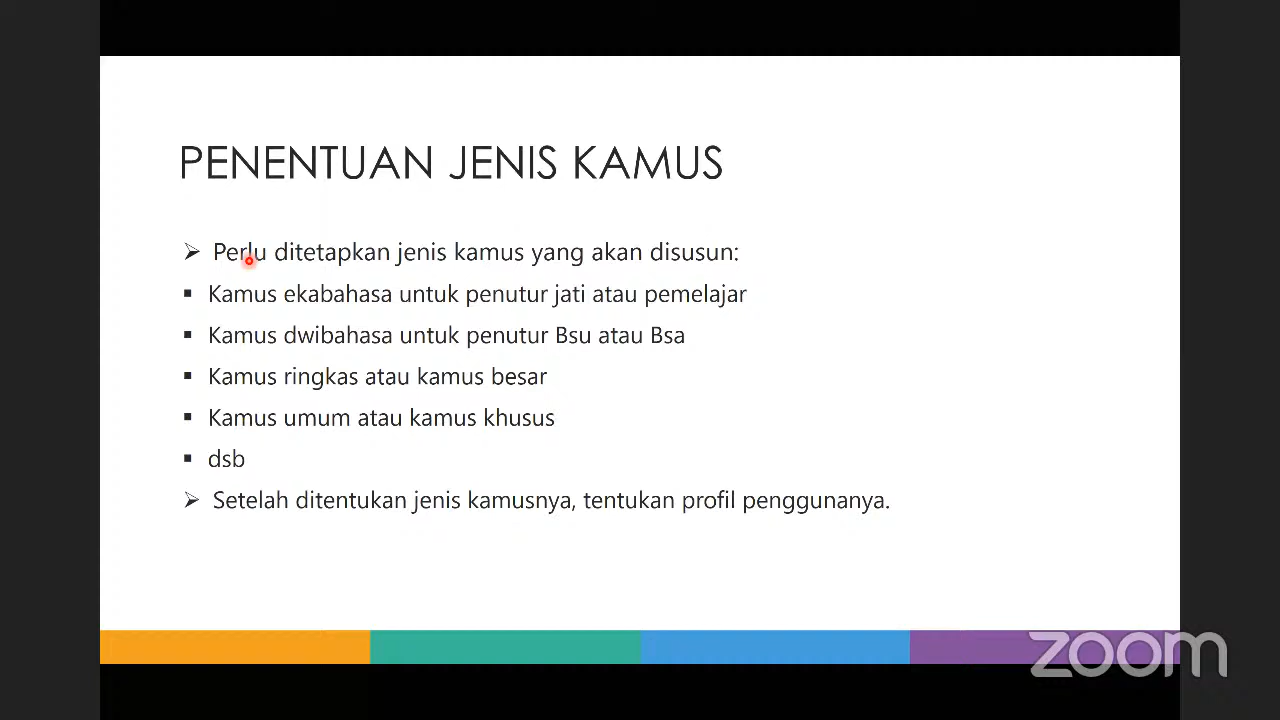 PENENTUAN JENIS KAMUS
Perlu ditetapkan jenis kamus yang akan disusun:
Kamus ekabahasa untuk penutur jati atau pemelajar
Kamus dwibahasa untuk penutur Bsu atau Bsa
Kamus ringkas atau kamus besar
Kamus umum atau kamus khusus
dsb
Setelah ditentukan jenis kamusnya, tentukan profil penggunanya.
zoom